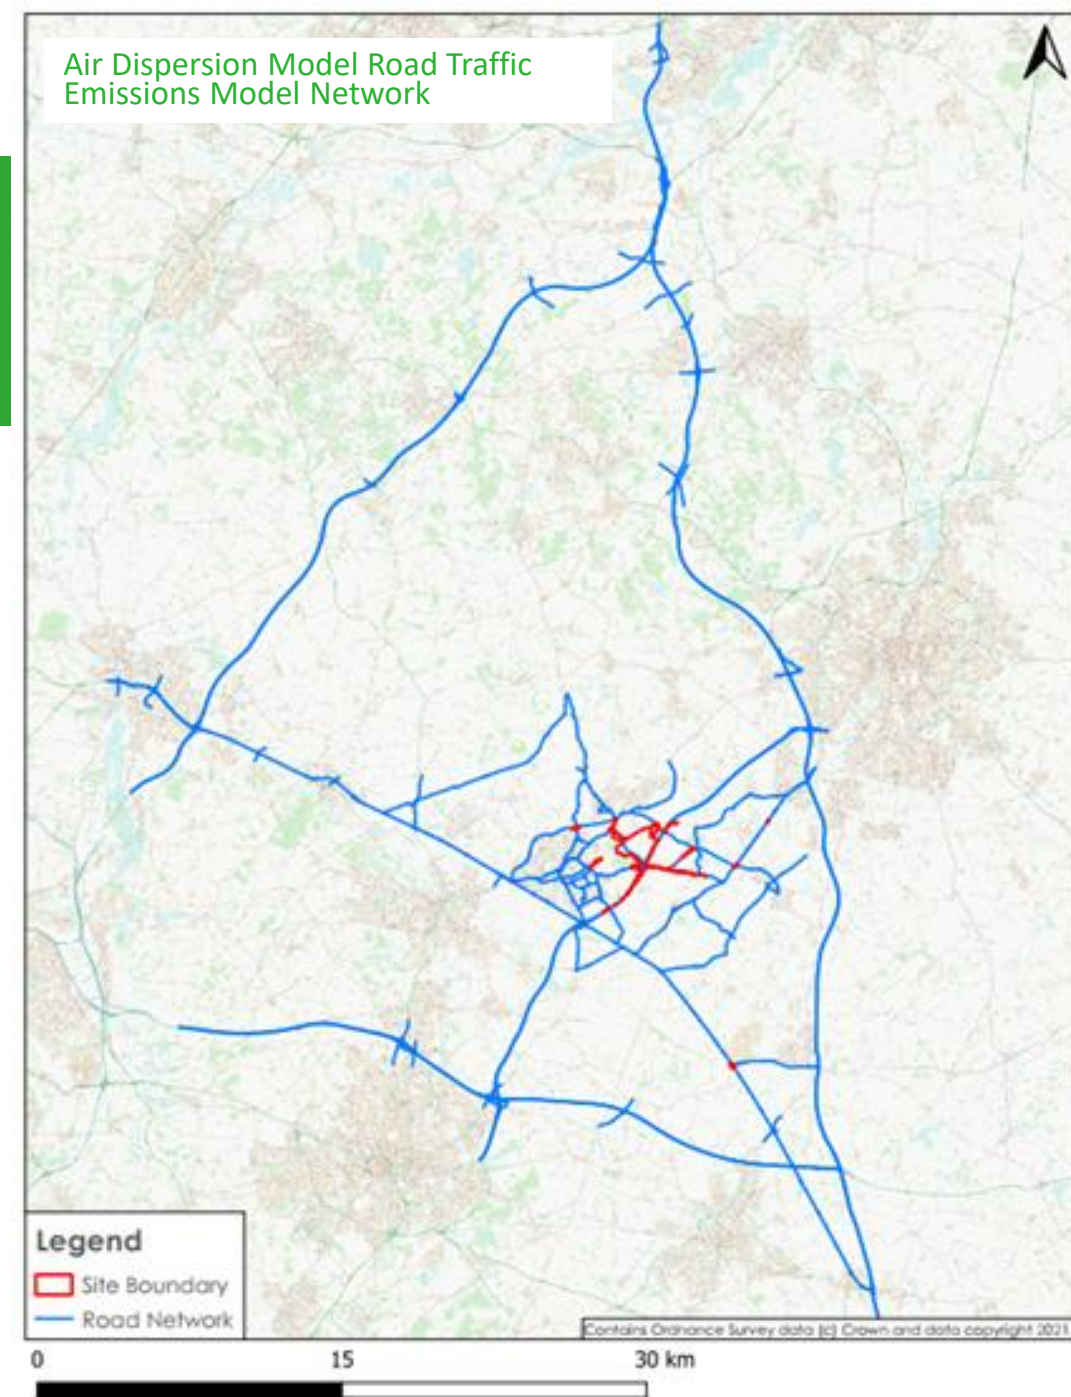 Air Dispersion Model Road Traffic
Emissions Model Network
Legend
Site Boundary
Road Network
Contains Ordnance Survey data (c) Crown and data copyright 2021
0 15 30 km